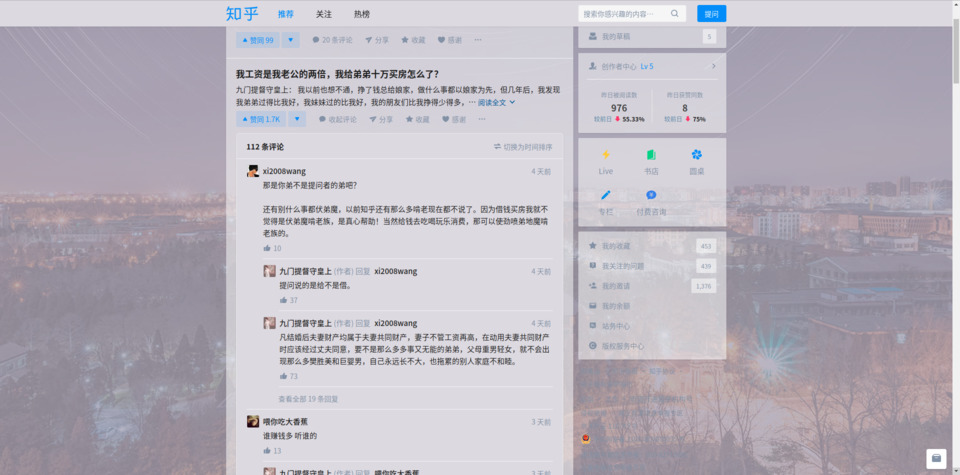 知乎
推荐
关注
热榜
搜索你感兴趣的内容…
提问
赞同 99
20 条评论
分享
收藏
感谢
我工资是我老公的两倍，我给弟弟十万买房怎么了？
九门提督守皇上： 我以前也想不通，挣了钱总给娘家，做什么事都以娘家为先，但几年后，我发现
我弟弟过得比我好，我妹妹过的比我好，我的朋友们比我挣得少得多，… 阅读全文
赞同 1.7K
收起评论
分享
收藏
感谢
112 条评论
切换为时间排序
xi2008wang
4 天前
那是你弟不是提问者的弟吧？
还有别什么事都伏弟魔，以前知乎还有那么多啃老现在都不说了。因为借钱买房我就不
觉得是伏弟魔啃老族，是真心帮助！当然给钱去吃喝玩乐消费，那可以使劲喷弟地魔啃
老族的。
10
九门提督守皇上 (作者) 回复 xi2008wang
4 天前
提问说的是给不是借。
37
九门提督守皇上 (作者) 回复 xi2008wang
4 天前
凡结婚后夫妻财产均属于夫妻共同财产，妻子不管工资再高，在动用夫妻共同财产
时应该经过丈夫同意，要不是那么多多事又无能的弟弟，父母重男轻女，就不会出
现那么多樊胜美和巨婴男，自己永远长不大，也拖累的别人家庭不和睦。
73
查看全部 19 条回复
喂你吃大香蕉
3 天前
谁赚钱多 听谁的
13
九门提督守皇上 (作者) 回复 喂你吃大香蕉
3 天前
我的草稿
5
创作者中心 Lv 5
昨日被阅读数
976
较前日 55.33%
昨日获赞同数
8
较前日 75%
Live
书店
圆桌
专栏
付费咨询
我的收藏
453
我关注的问题
439
我的邀请
1,376
我的余额
站务中心
版权服务中心